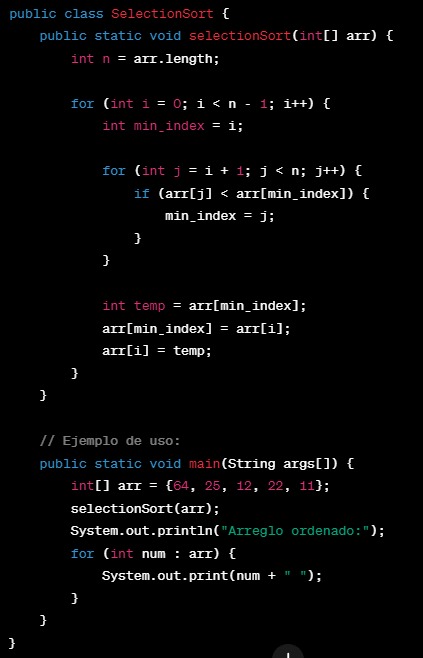 public class SelectionSort {
    public static void selectionSort(int[] arr) {
        int n = arr.length;

        for (int i = 0; i < n - 1; i++) {
            int min_index = i;

            for (int j = i + 1; j < n; j++) {
                if (arr[j] < arr[min_index]) {
                    min_index = j;
                }
            }

            int temp = arr[min_index];
            arr[min_index] = arr[i];
            arr[i] = temp;
        }
    }

    // Ejemplo de uso:
    public static void main(String args[]) {
        int[] arr = {64, 25, 12, 22, 11};
        selectionSort(arr);
        System.out.println("Arreglo ordenado:");
        for (int num : arr) {
            System.out.print(num + " ");
        }
    }
}